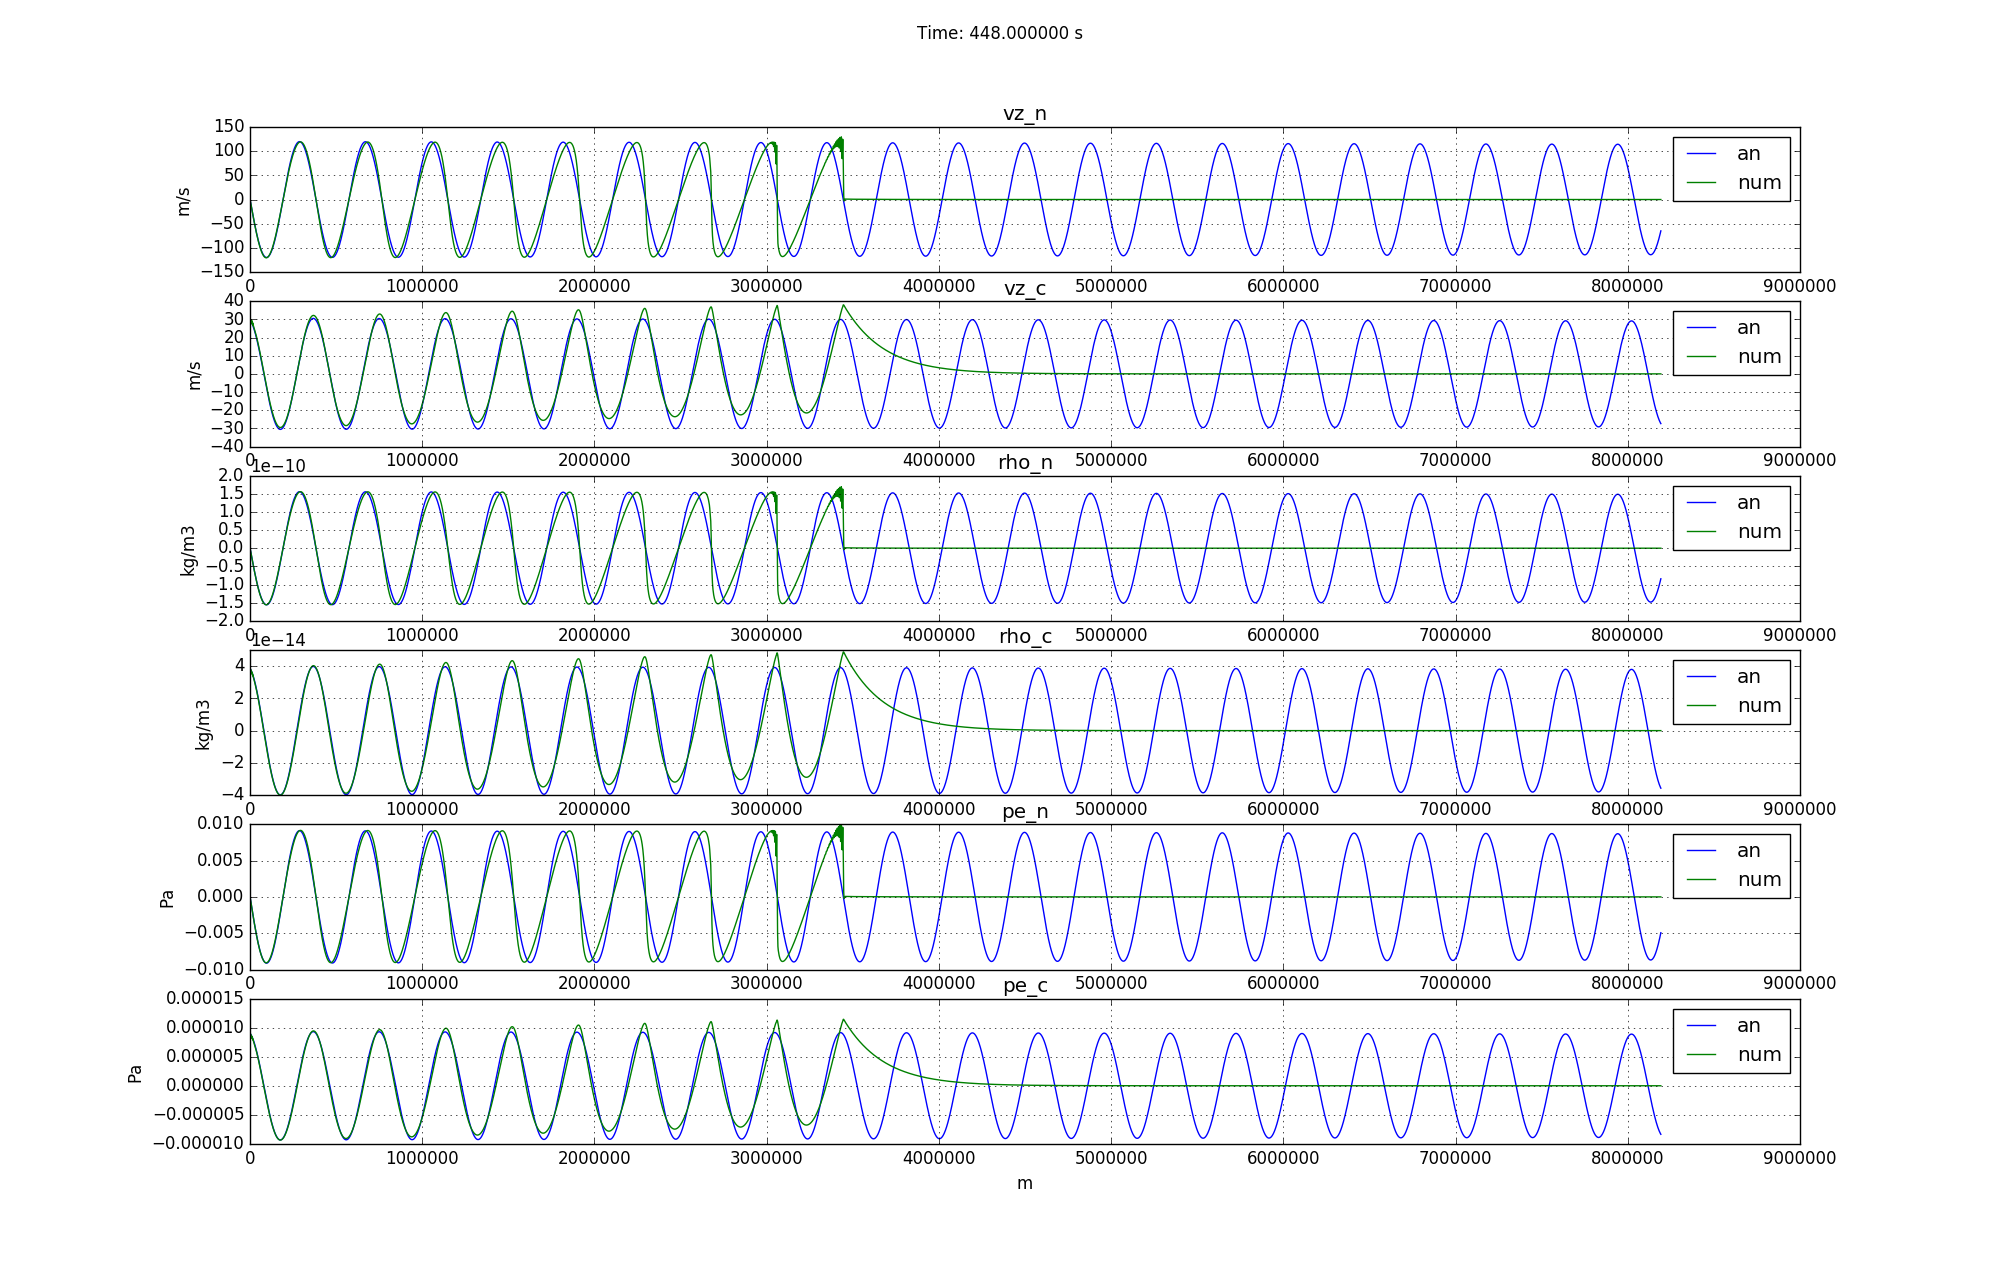 Time: 448.000000 s
vz_n
150
100
50
0
−50
−100
−150
m/s
an
num
0 1000000 2000000 3000000 4000000 5000000 6000000 7000000 8000000 9000000
vz_c
40
30
20
10
0
−10
−20
−30
−40
m/s
an
num
0 1000000 2000000 3000000 4000000 5000000 6000000 7000000 8000000 9000000
1e−10
rho_n
2.0
1.5
1.0
0.5
0.0
−0.5
−1.0
−1.5
−2.0
kg/m3
an
num
0 1000000 2000000 3000000 4000000 5000000 6000000 7000000 8000000 9000000
1e−14
rho_c
4
2
0
−2
−4
kg/m3
an
num
0 1000000 2000000 3000000 4000000 5000000 6000000 7000000 8000000 9000000
pe_n
0.010
0.005
0.000
−0.005
−0.010
Pa
an
num
0 1000000 2000000 3000000 4000000 5000000 6000000 7000000 8000000 9000000
pe_c
0.000015
0.000010
0.000005
0.000000
−0.000005
−0.000010
Pa
an
num
0 1000000 2000000 3000000 4000000 5000000 6000000 7000000 8000000 9000000
m